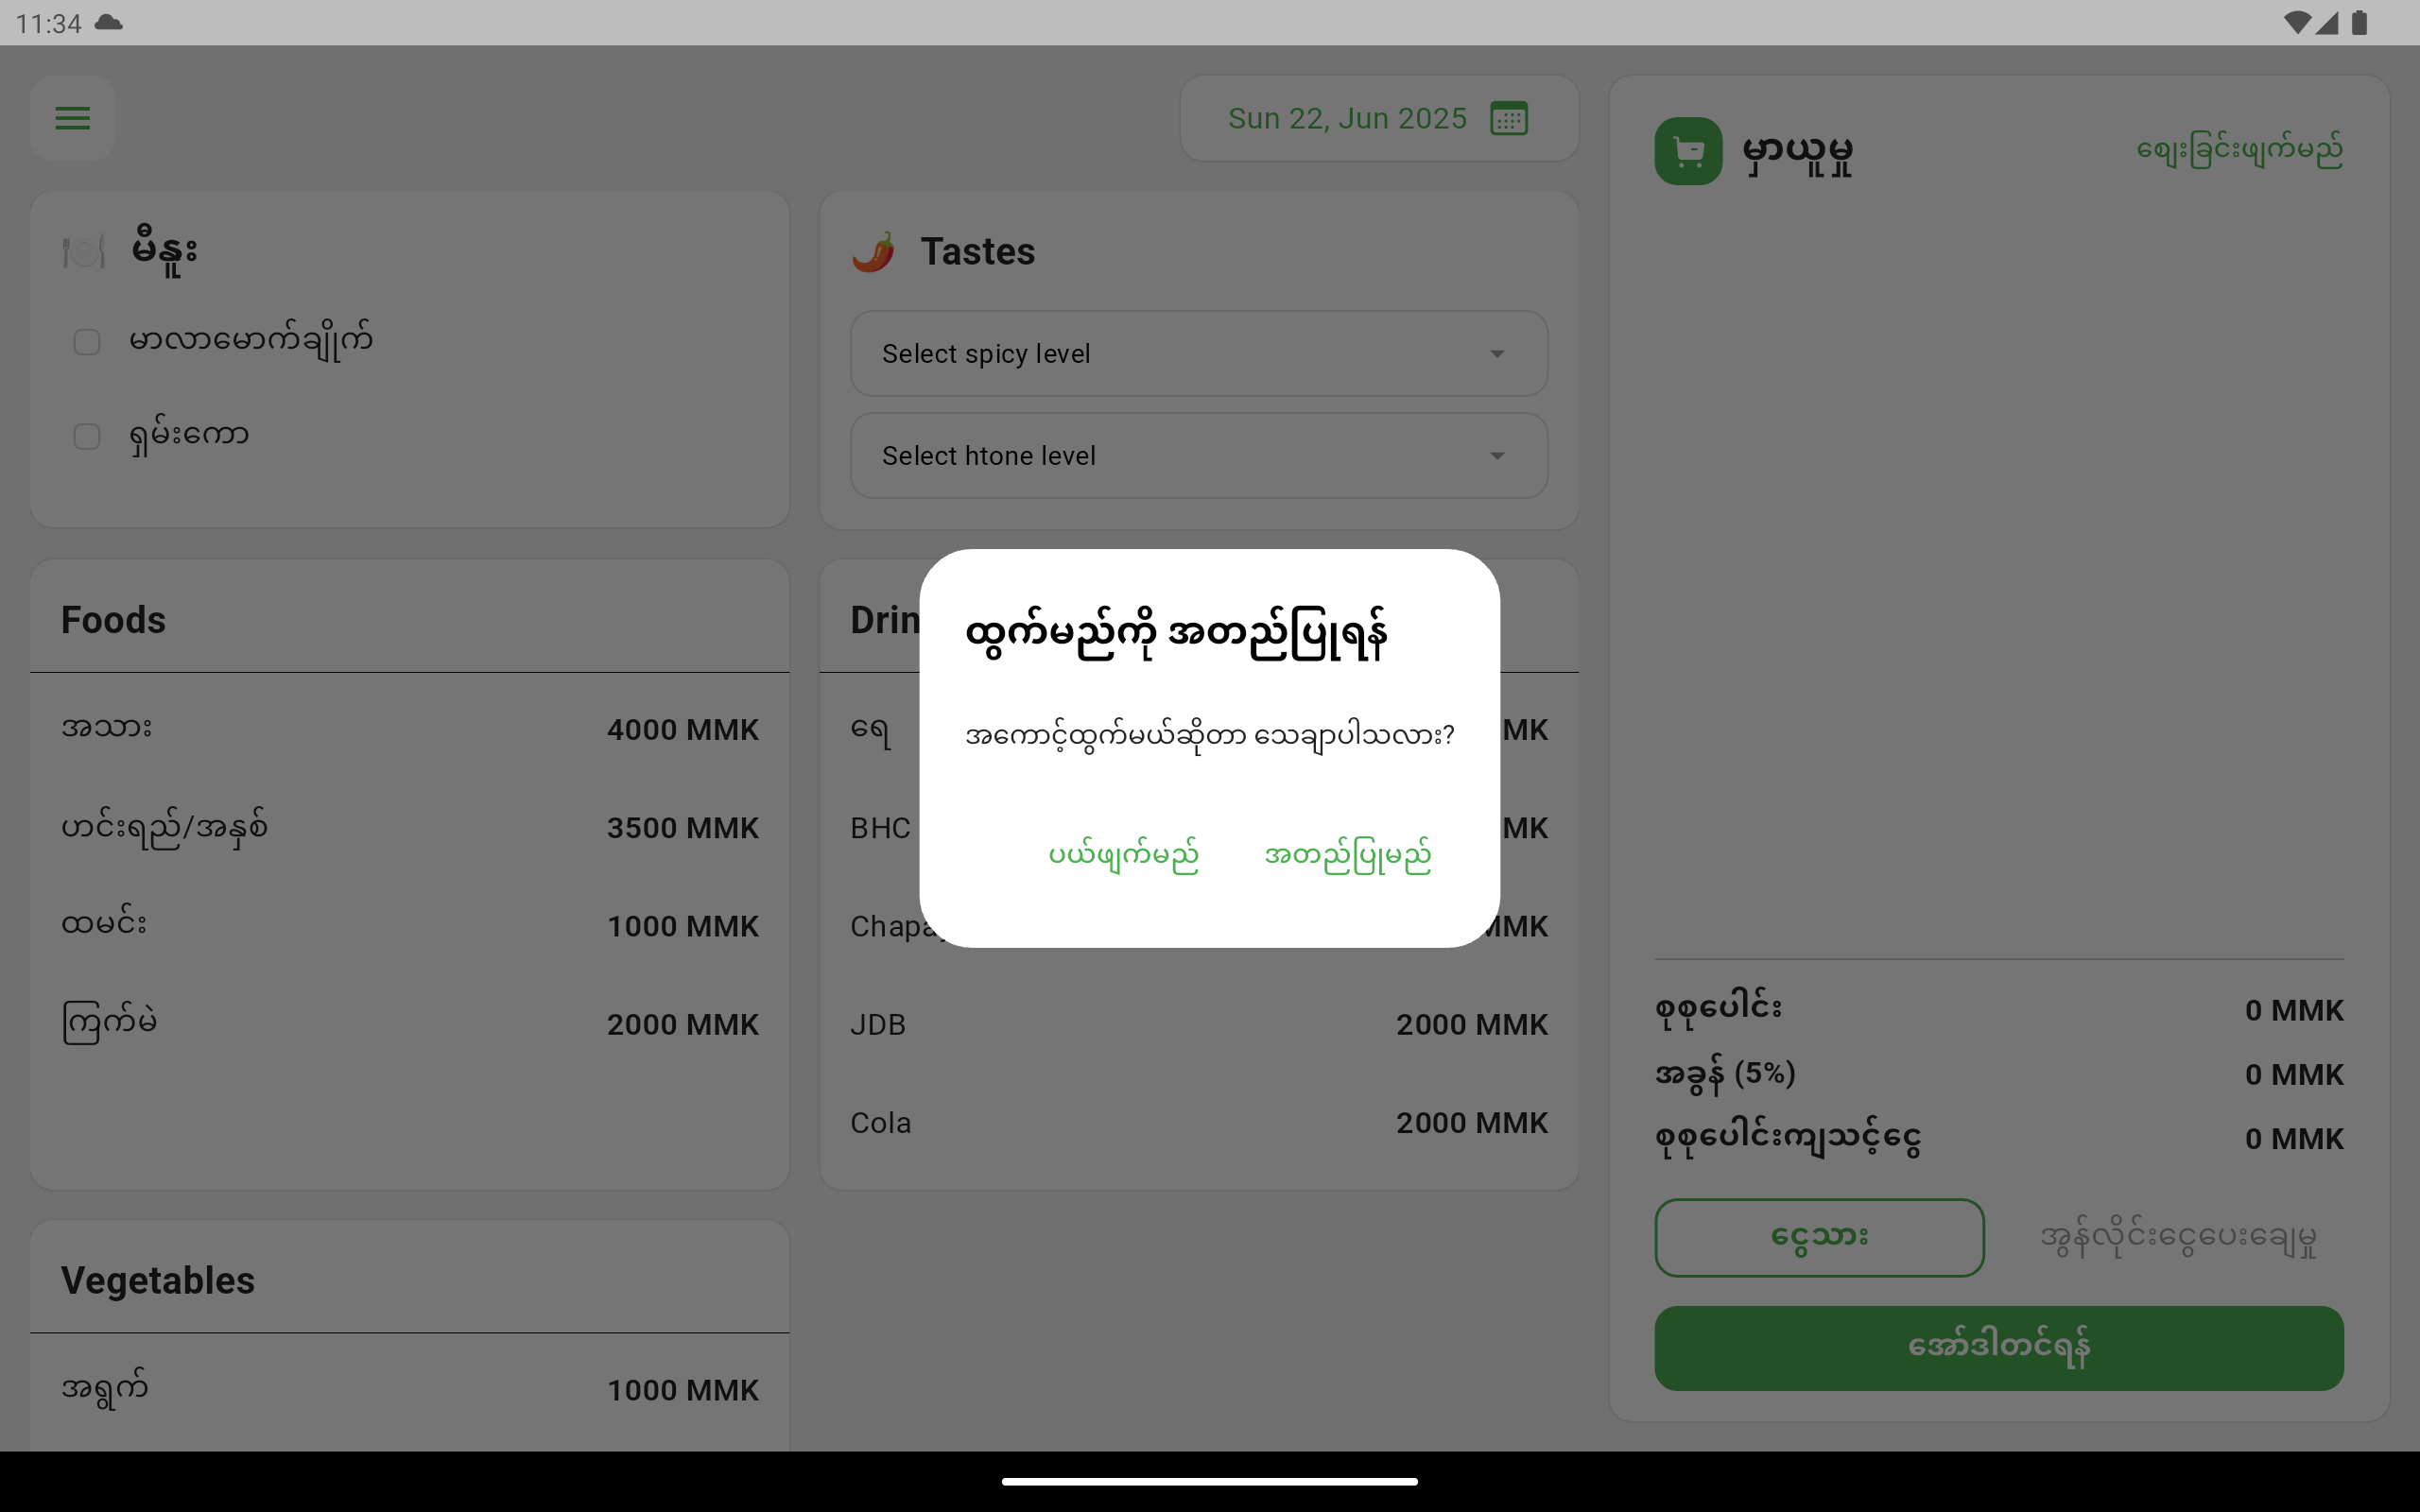 11:34
Sun 22, Jun 2025
မှာယူမှု
ဈေးခြင်းဖျက်မည်
မီနူး
မာလာမောက်ချိုက်
ရှမ်းကော
Tastes
Select spicy level
Select htone level
Foods
အသား 4000 MMK
ဟင်းရည်/အနှစ် 3500 MMK
ထမင်း 1000 MMK
ကြက်မဲ 2000 MMK
Drin
ရေ MK
BHC MK
Chapa MMK
JDB 2000 MMK
Cola 2000 MMK
ထွက်မည်ကို အတည်ပြုရန်
အကောင့်ထွက်မယ်ဆိုတာ သေချာပါသလား?
ပယ်ဖျက်မည် အတည်ပြုမည်
Vegetables
အရွက် 1000 MMK
စုစုပေါင်း 0 MMK
အခွန် (5%) 0 MMK
စုစုပေါင်းကျသင့်ငွေ 0 MMK
ငွေသား အွန်လိုင်းငွေပေးချေမှု
အော်ဒါတင်ရန်